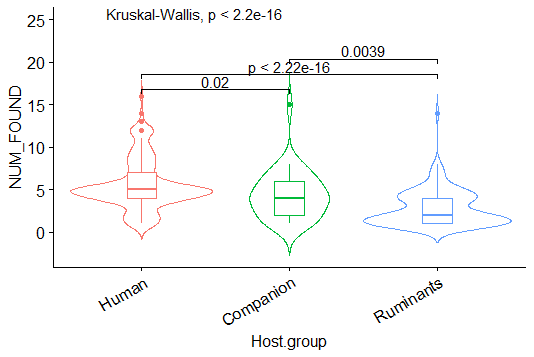 Kruskal-Wallis, p < 2.2e-16
25
20
15
10
5
0
NUM_FOUND
0.0039
p < 2.22e-16
0.02
Human
Companion
Ruminants
Host.group